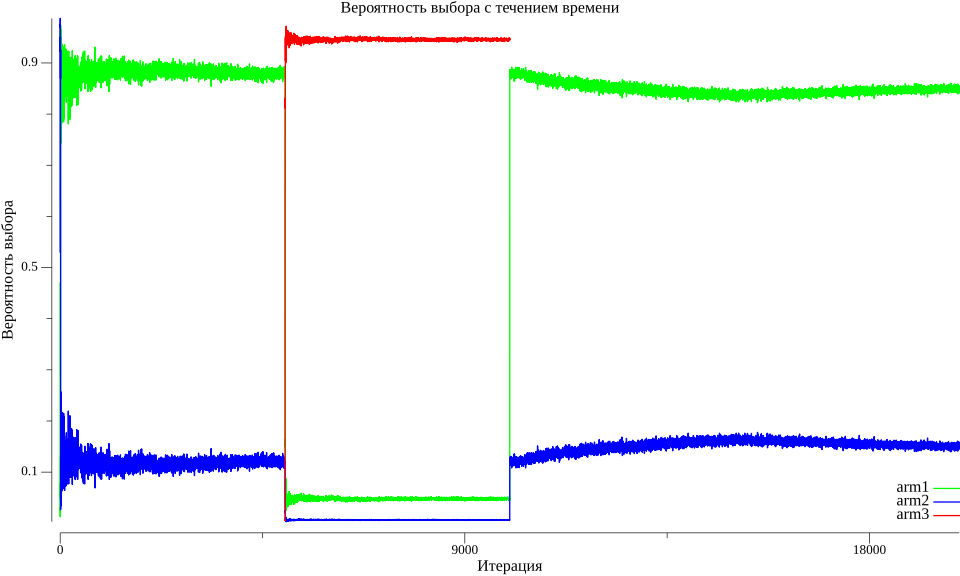 Вероятность выбора с течением времени
Вероятность выбора
0.9
0.5
0.1
arm1
arm2
arm3
0
9000
18000
Итерация